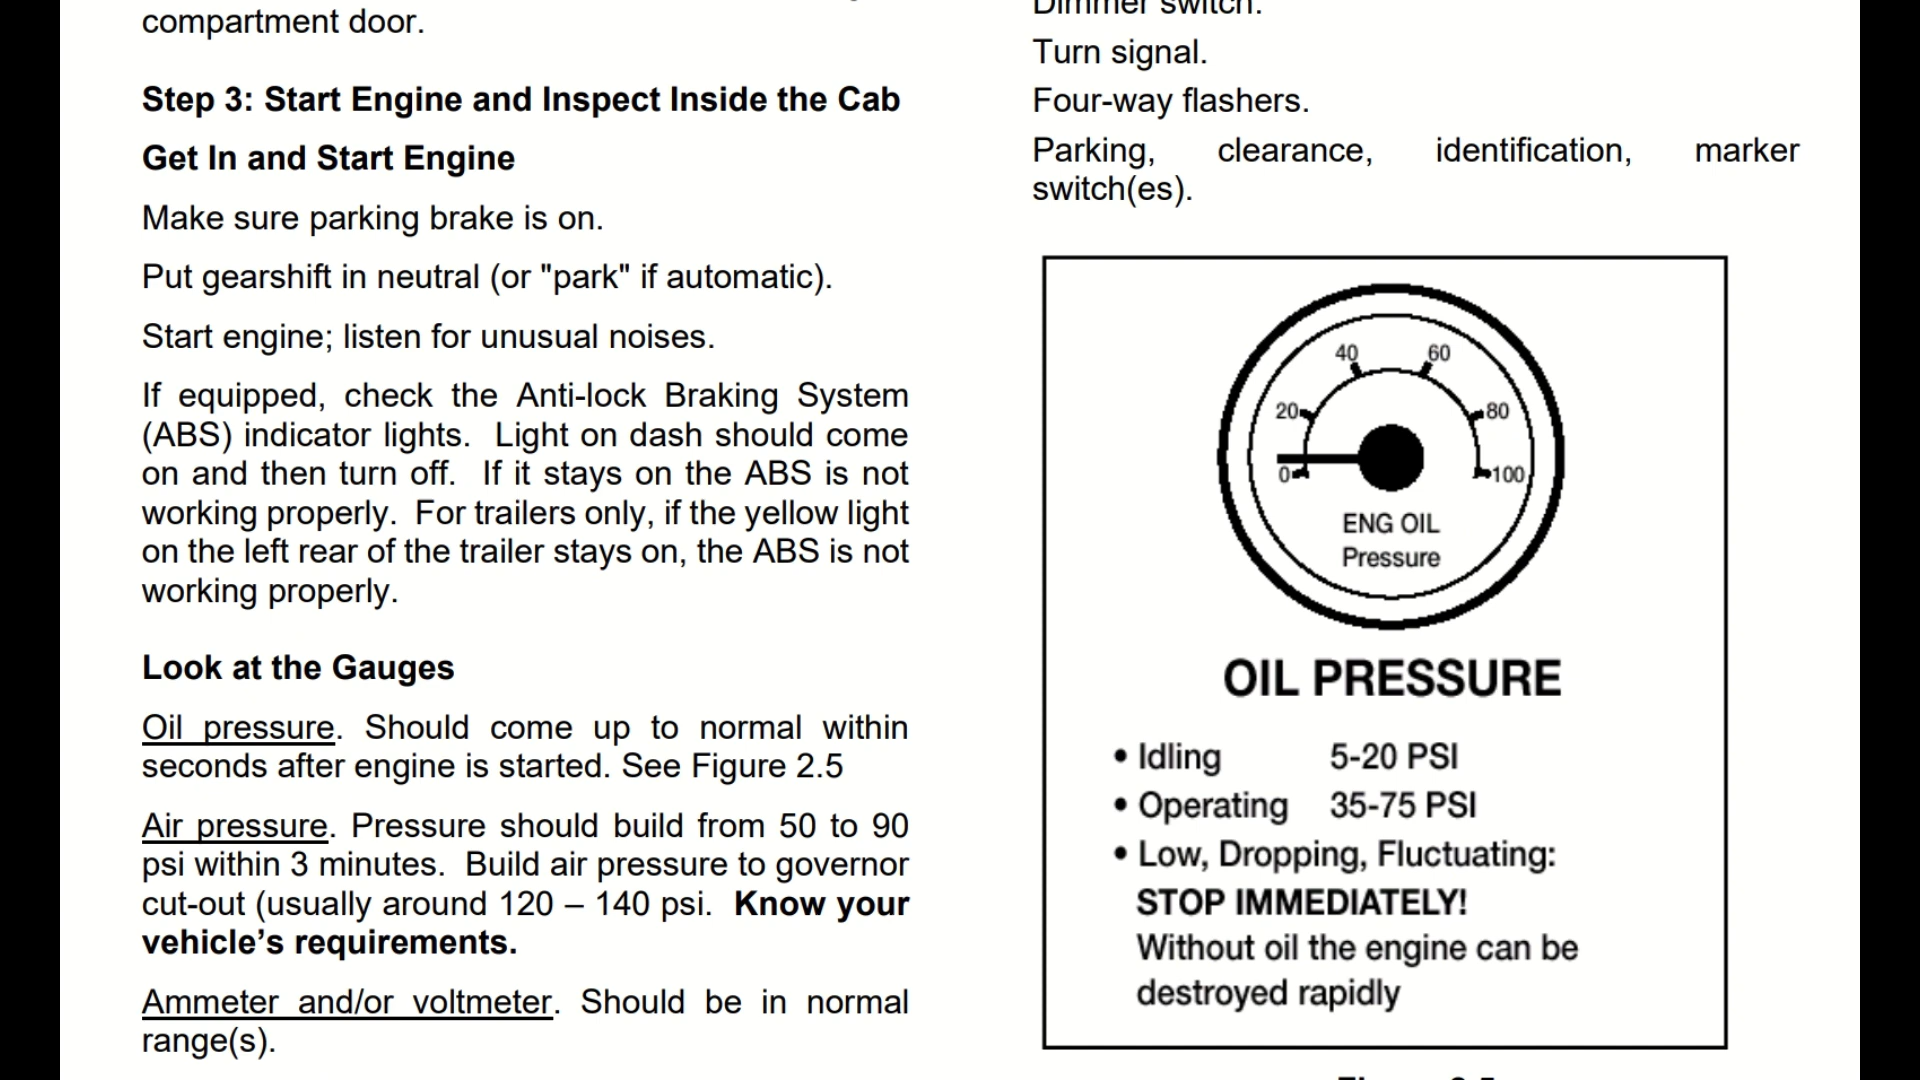 compartment door.
Step 3: Start Engine and Inspect Inside the Cab
Get In and Start Engine
Make sure parking brake is on.
Put gearshift in neutral (or "park" if automatic).
Start engine; listen for unusual noises.
If equipped, check the Anti-lock Braking System
(ABS) indicator lights. Light on dash should come
on and then turn off. If it stays on the ABS is not
working properly. For trailers only, if the yellow light
on the left rear of the trailer stays on, the ABS is not
working properly.
Look at the Gauges
Oil pressure. Should come up to normal within
seconds after engine is started. See Figure 2.5
Air pressure. Pressure should build from 50 to 90
psi within 3 minutes. Build air pressure to governor
cut-out (usually around 120 – 140 psi. Know your
vehicle's requirements.
Ammeter and/or voltmeter. Should be in normal
range(s).
Dimmer switch.
Turn signal.
Four-way flashers.
Parking, clearance, identification, marker
switch(es).
40 60
20 80
0 100
ENG OIL
Pressure
OIL PRESSURE
• Idling 5-20 PSI
• Operating 35-75 PSI
• Low, Dropping, Fluctuating:
STOP IMMEDIATELY!
Without oil the engine can be
destroyed rapidly